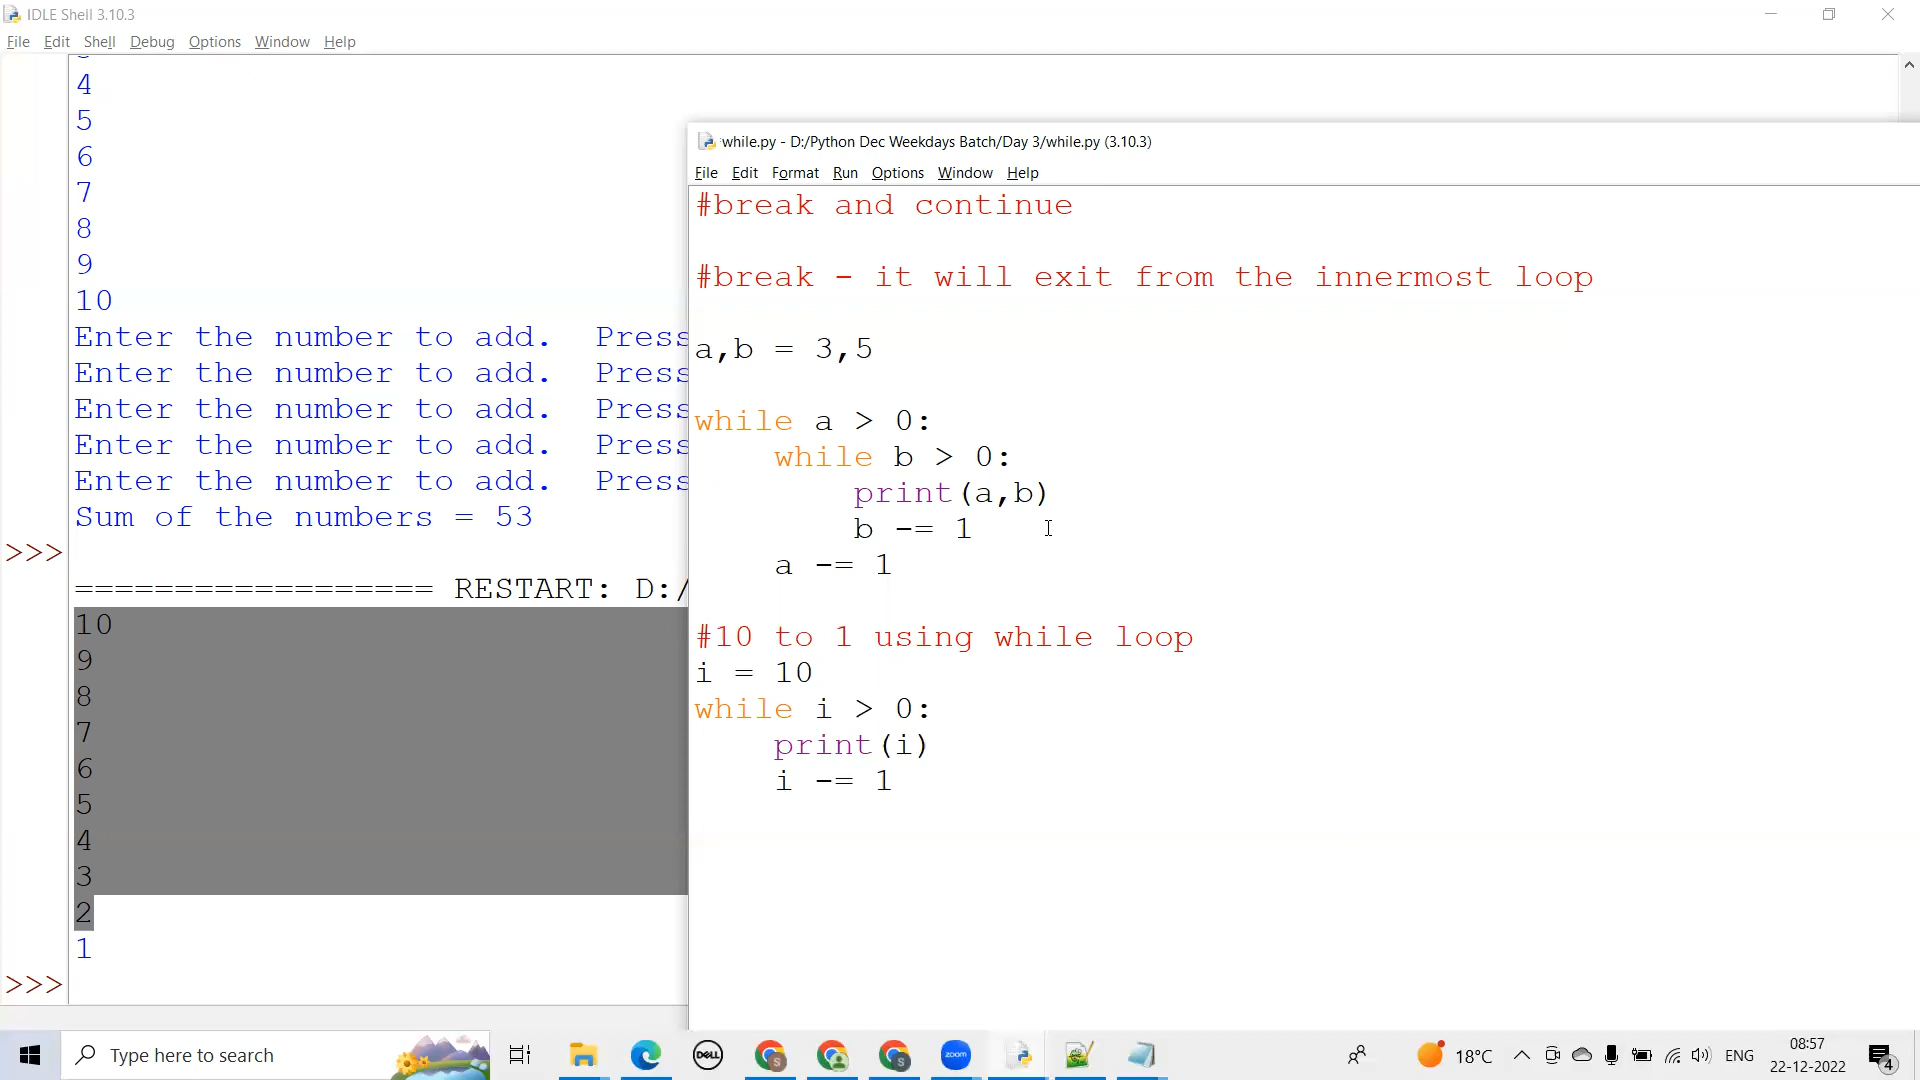 IDLE Shell 3.10.3
File Edit Shell Debug Options Window Help
4
5
6
7
8
9
10
Enter the number to add.  Press
Enter the number to add.  Press
Enter the number to add.  Press
Enter the number to add.  Press
Enter the number to add.  Press
Sum of the numbers = 53
>>>
================== RESTART: D:/
10
9
8
7
6
5
4
3
2
1
>>>
while.py - D:/Python Dec Weekdays Batch/Day 3/while.py (3.10.3)
File Edit Format Run Options Window Help
#break and continue
#break - it will exit from the innermost loop
a,b = 3,5
while a > 0:
    while b > 0:
        print(a,b)
        b -= 1
    a -= 1
#10 to 1 using while loop
i = 10
while i > 0:
    print(i)
    i -= 1
Type here to search
DELL
zoom
18°C
ENG
08:57
22-12-2022
4